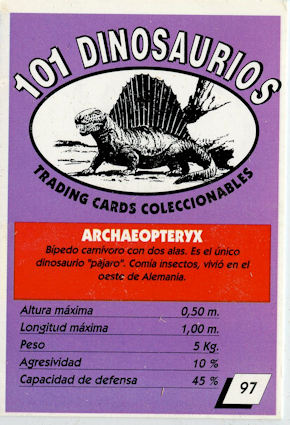 101 DINOSAURIOS
TRADING CARDS COLECCIONABLES
ARCHAEOPTERYX
Bípedo carnívoro con dos alas. Es el único
dinosaurio "pájaro". Comía insectos, vivió en el
oeste de Alemania.
Altura máxima 0,50 m.
Longitud máxima 1,00 m.
Peso 5 Kg.
Agresividad 10 %
Capacidad de defensa 45 %
97